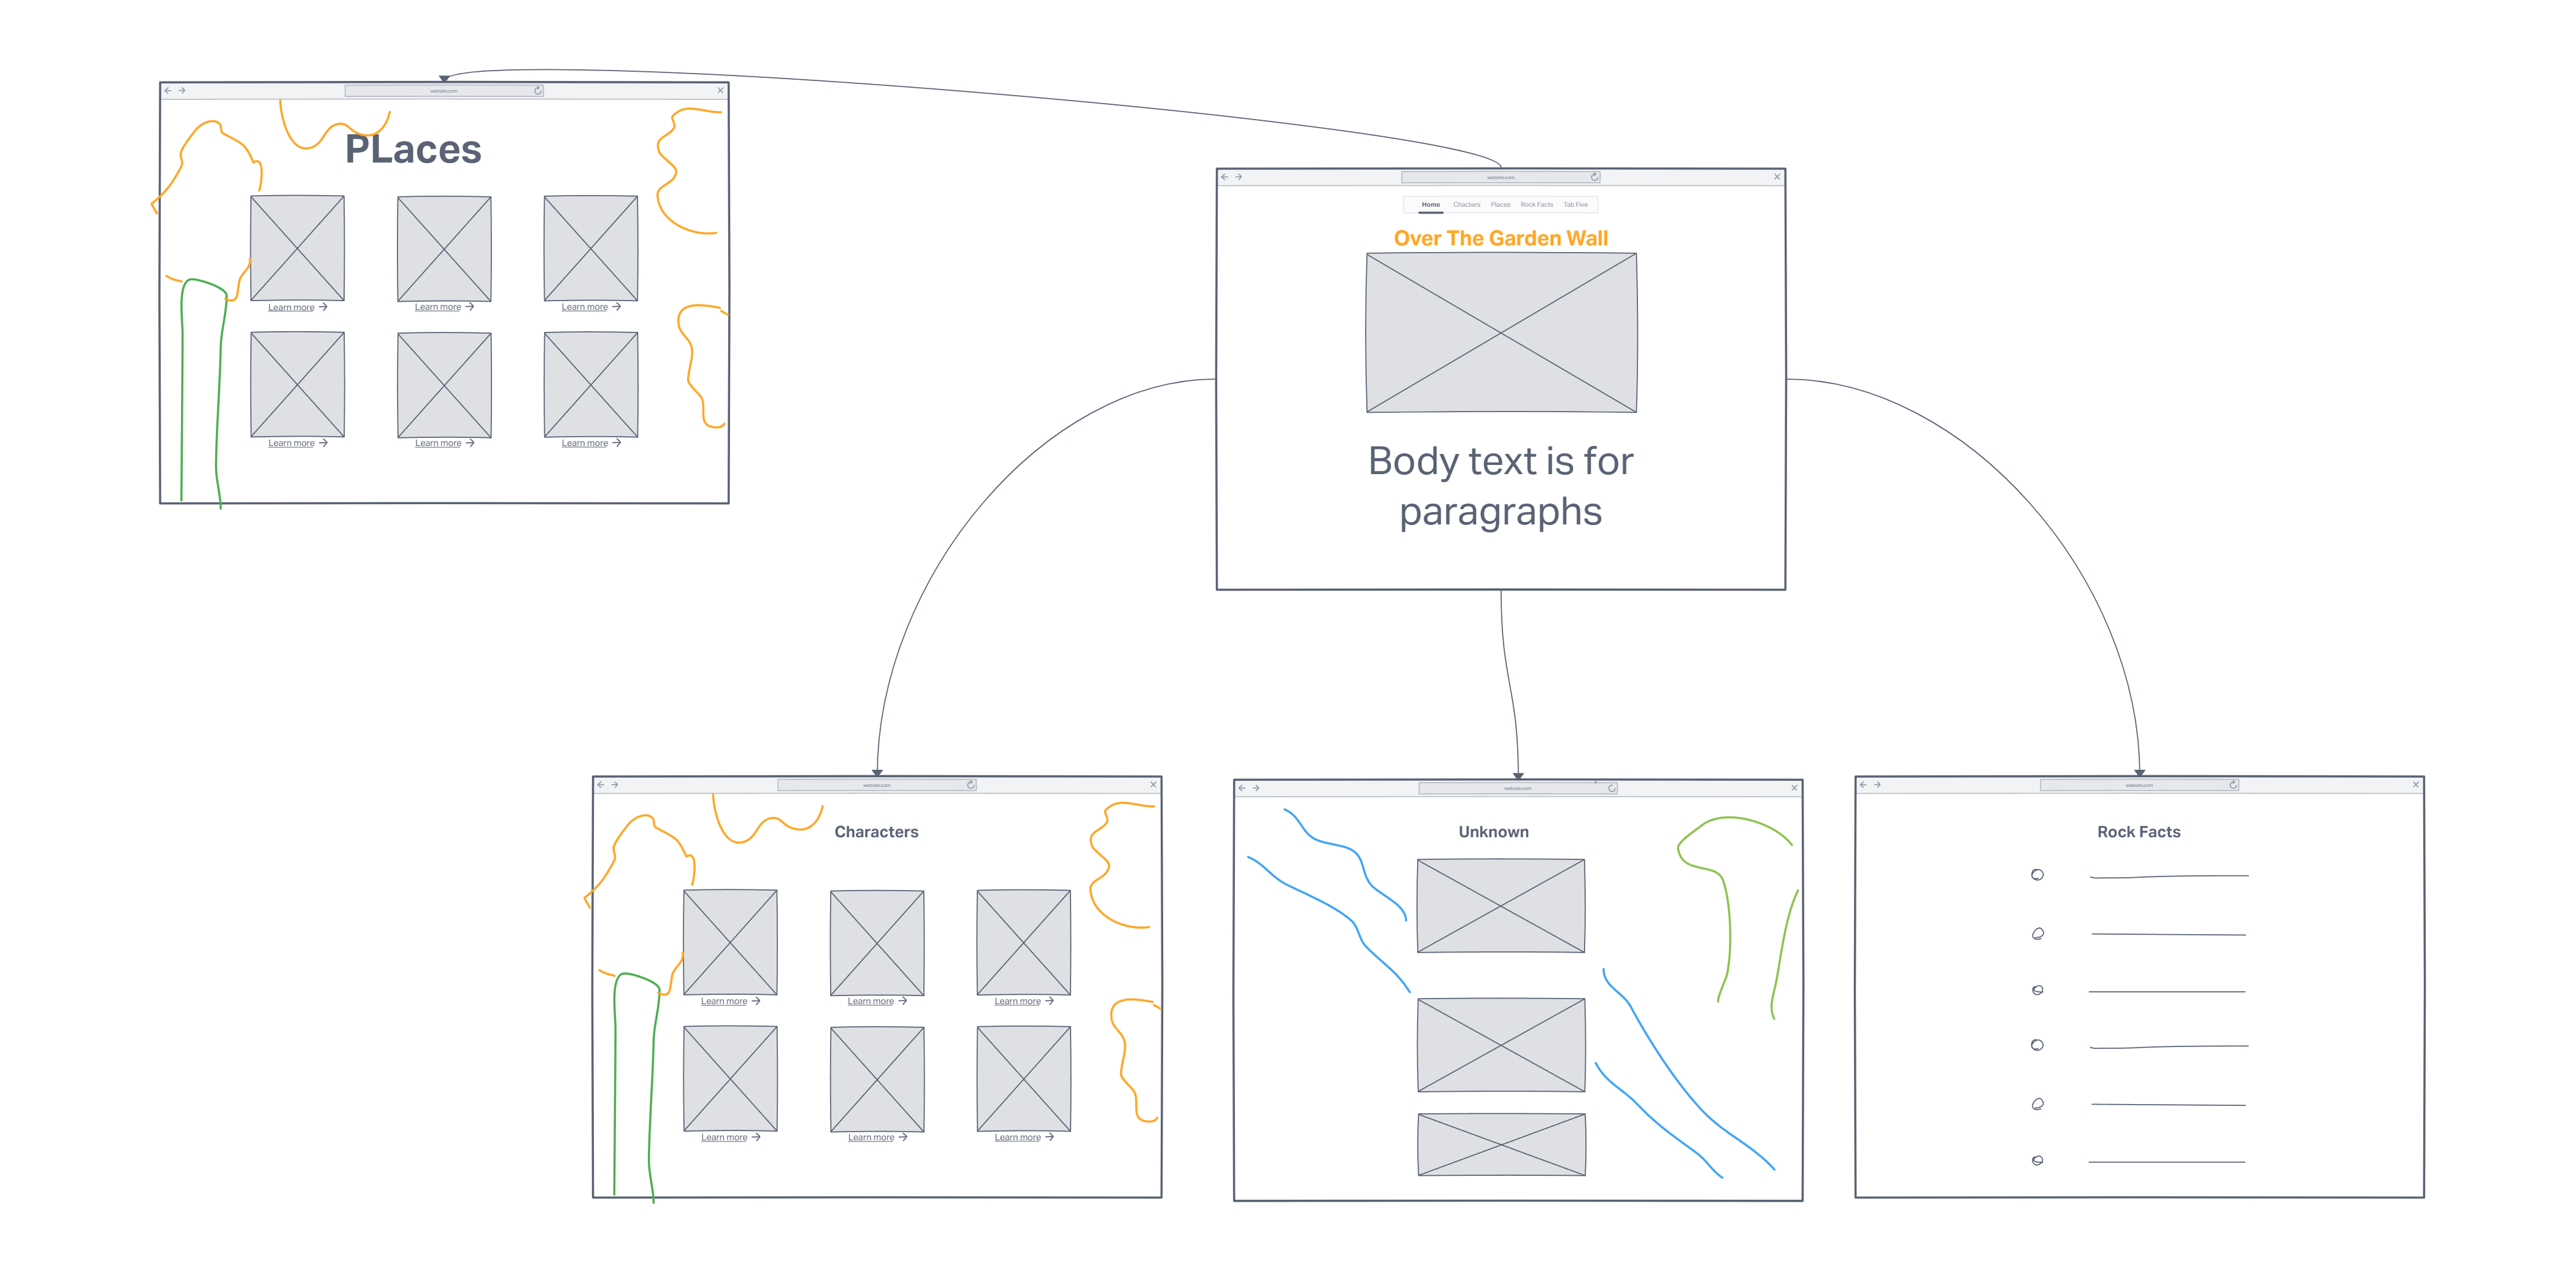 website.com
PLaces
Learn more
Learn more
Learn more
Learn more
Learn more
Learn more
website.com
Home Chacters Places Rock Facts Tab Five
Over The Garden Wall
Body text is for
paragraphs
website.com
Characters
Learn more
Learn more
Learn more
Learn more
Learn more
Learn more
website.com
Unknown
website.com
Rock Facts